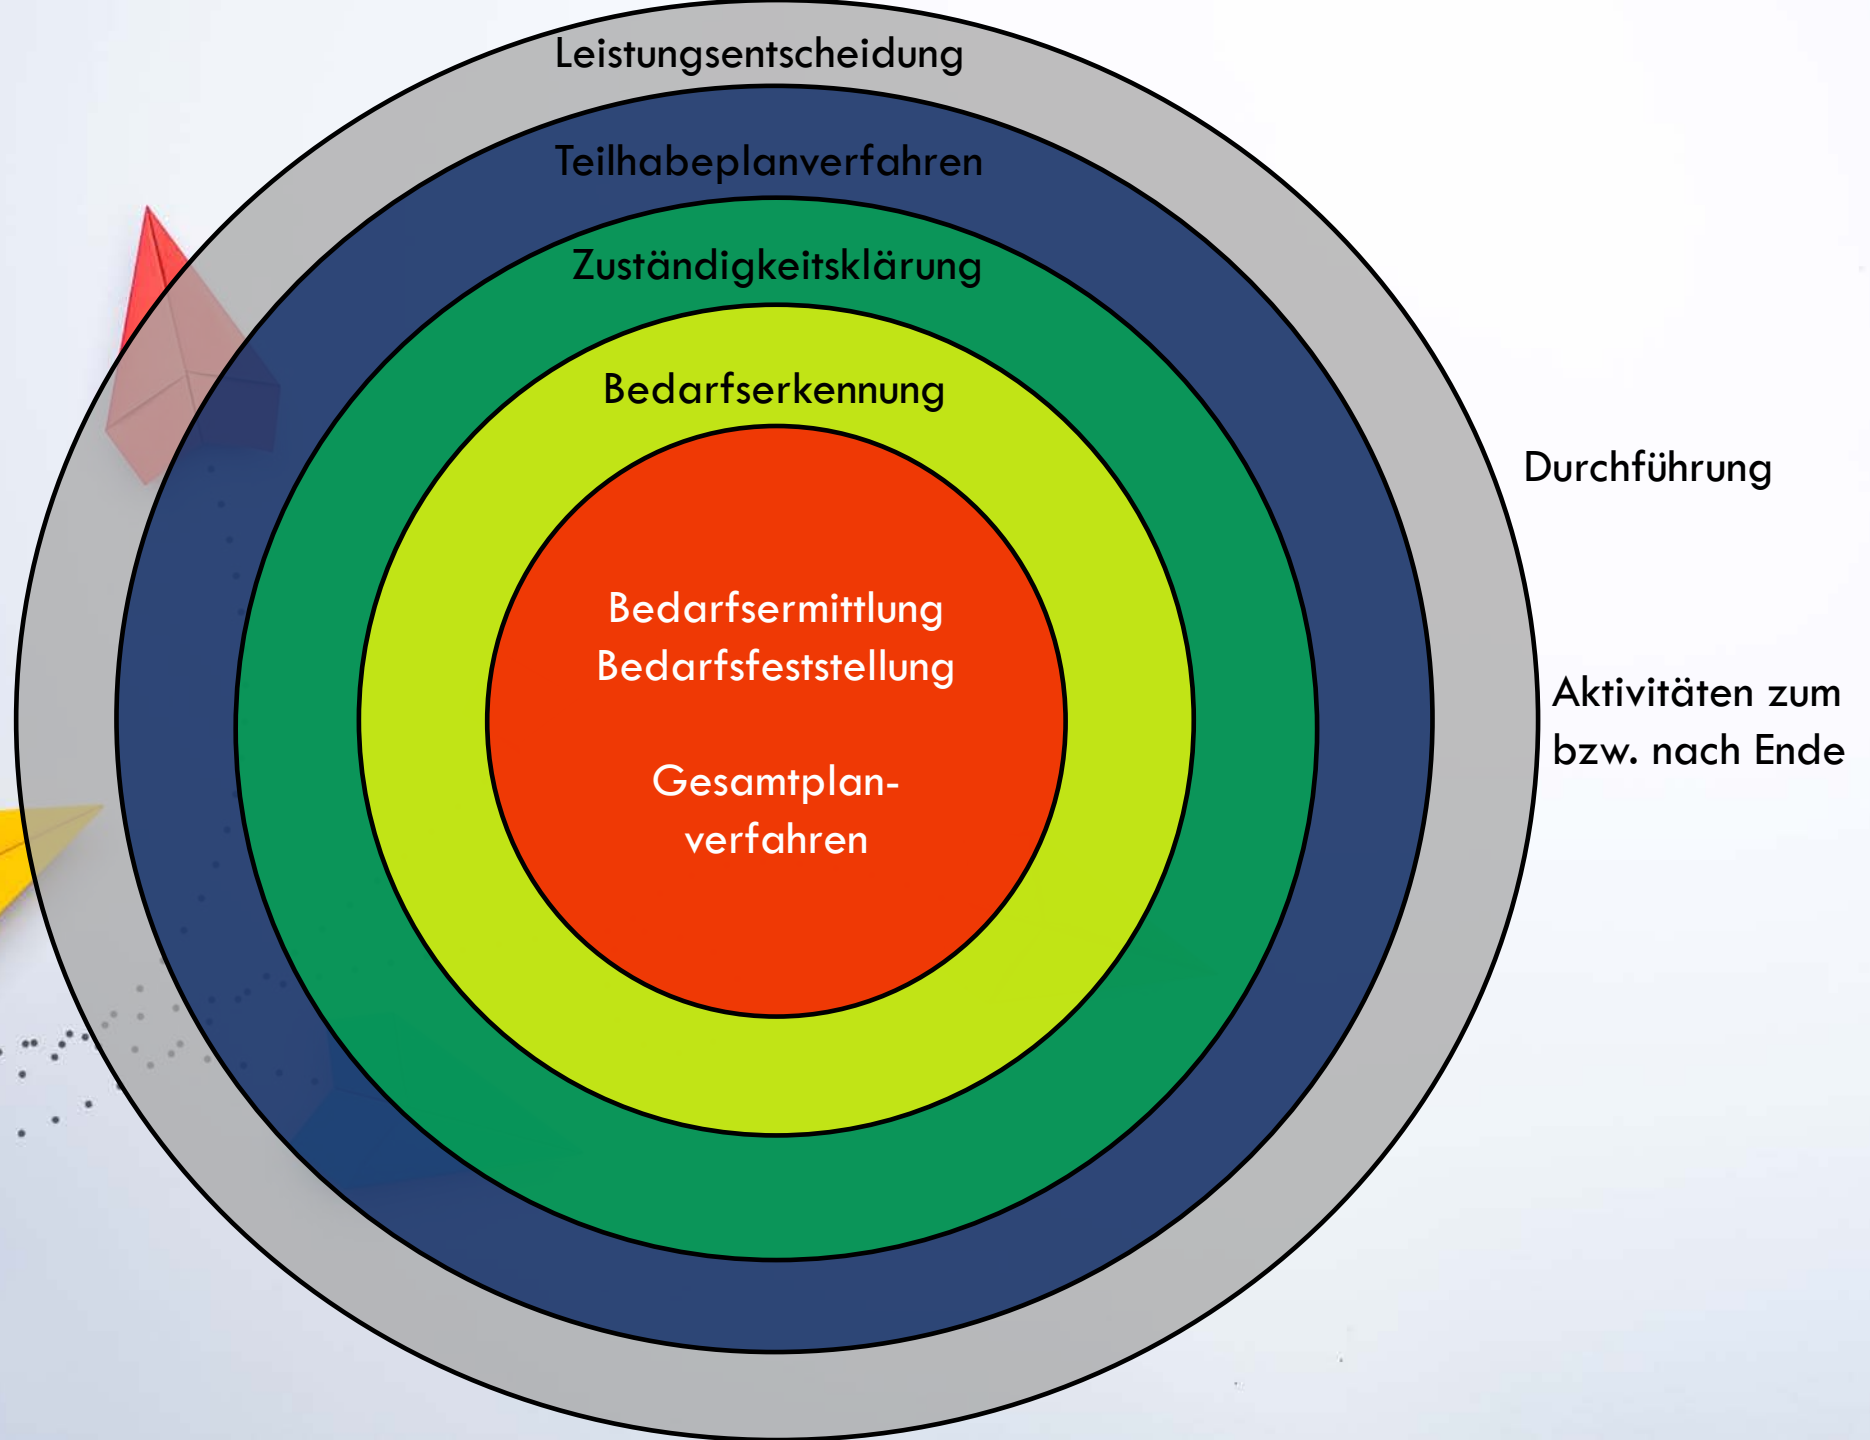 Leistungsentscheidung
Teilhabeplanverfahren
Zuständigkeitsklärung
Bedarfserkennung
Bedarfsermittlung
Bedarfsfeststellung
Gesamtplan-
verfahren
Durchführung
Aktivitäten zum
bzw. nach Ende